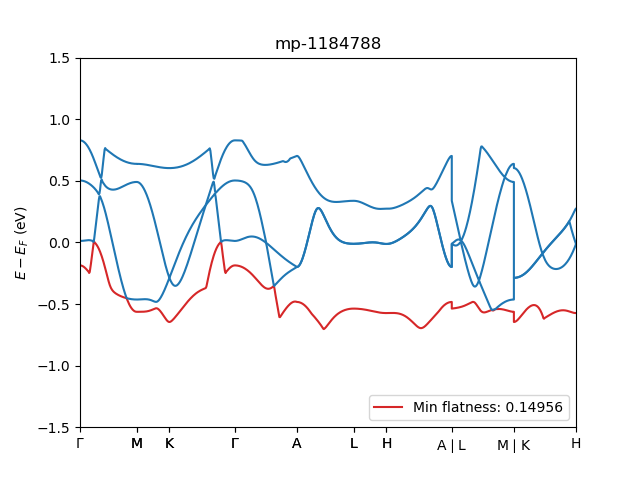 mp-1184788
E − E_F (eV)
1.5
1.0
0.5
0.0
−0.5
−1.0
−1.5
Min flatness: 0.14956
Γ M K Γ A L H A | L M | K H